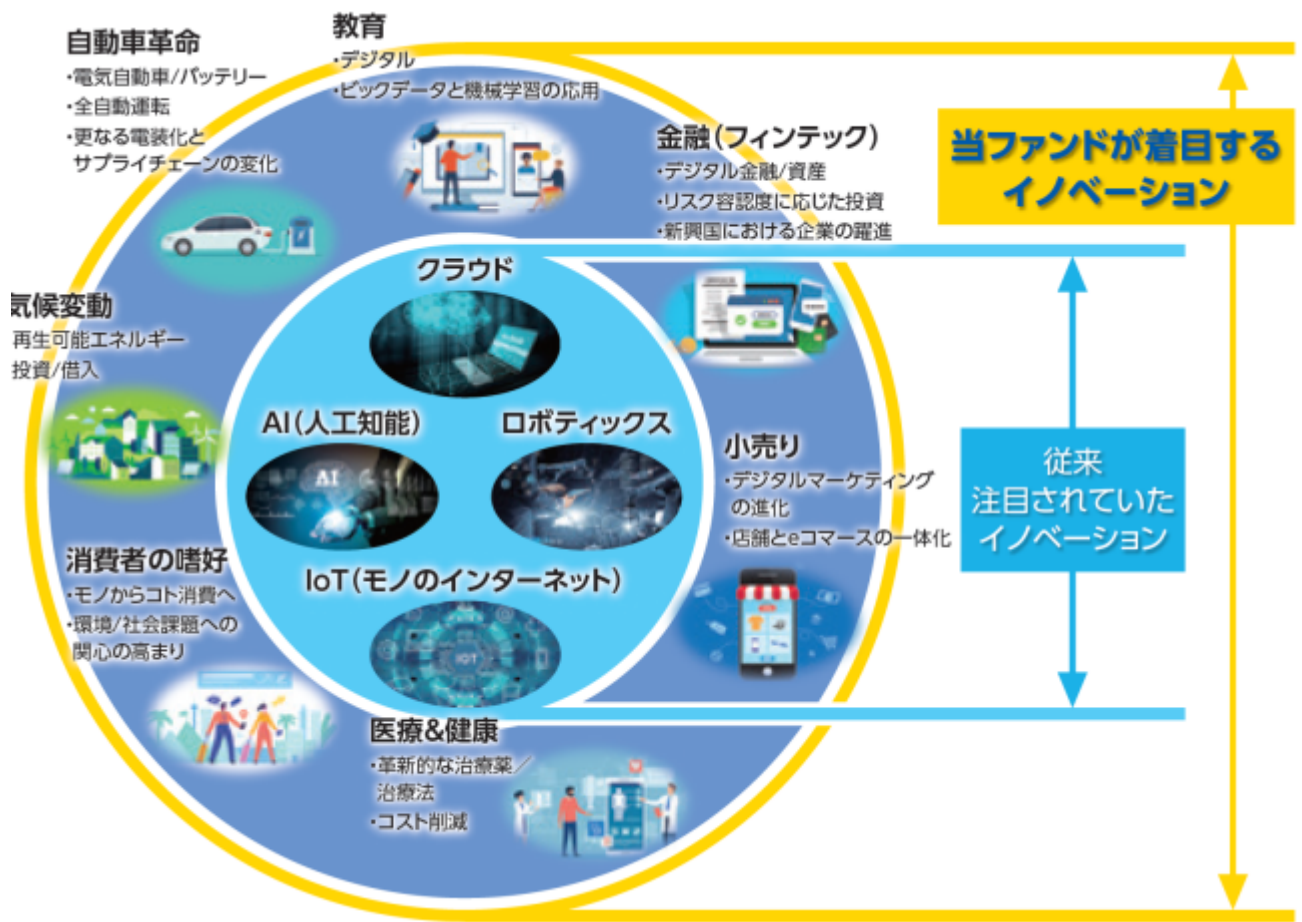 自動車革命
・電気自動車/バッテリー
・全自動運転
・更なる電装化と
サプライチェーンの変化
教育
・デジタル
・ビックデータと機械学習の応用
金融(フィンテック)
・デジタル金融/資産
・リスク容認度に応じた投資
・新興国における企業の躍進
当ファンドが着目する
イノベーション
気候変動
再生可能エネルギー
投資/借入
クラウド
AI(人工知能)
AI
ロボティックス
IoT(モノのインターネット)
IOT
小売り
・デジタルマーケティング
の進化
・店舗とeコマースの一体化
従来
注目されていた
イノベーション
消費者の嗜好
・モノからコト消費へ
・環境/社会課題への
関心の高まり
医療&健康
・革新的な治療薬/
治療法
・コスト削減